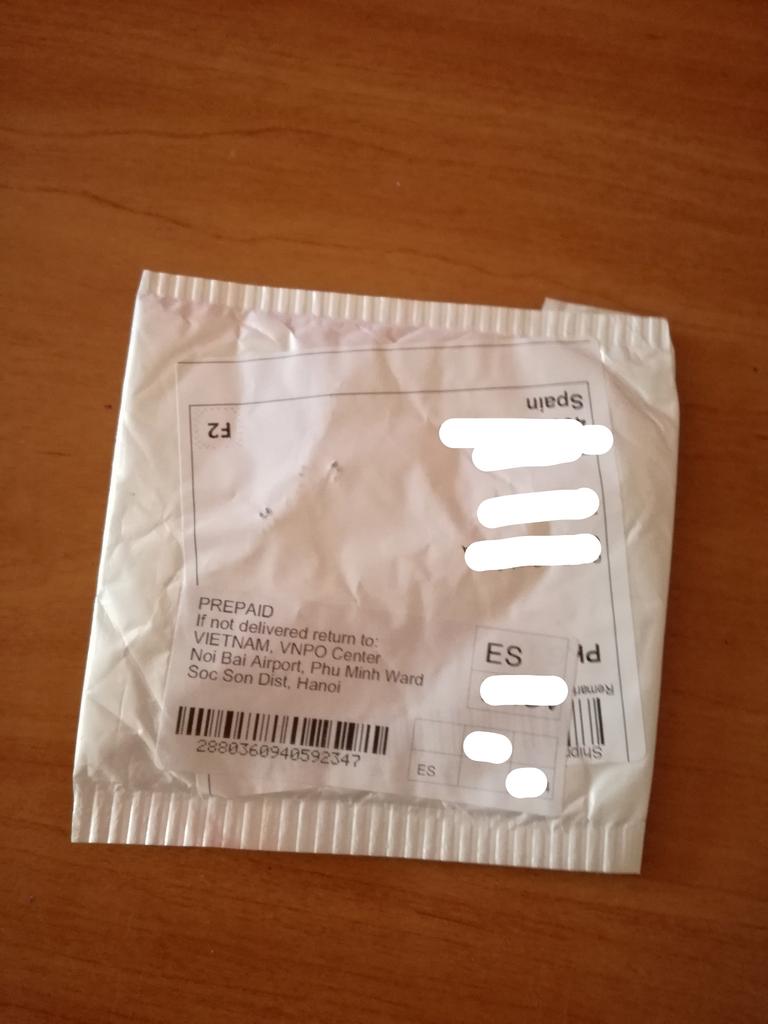 Spain
F2
PREPAID
If not delivered return to:
VIETNAM, VNPO Center
Noi Bai Airport, Phu Minh Ward
Soc Son Dist, Hanoi
2880360940592347
ES
ES